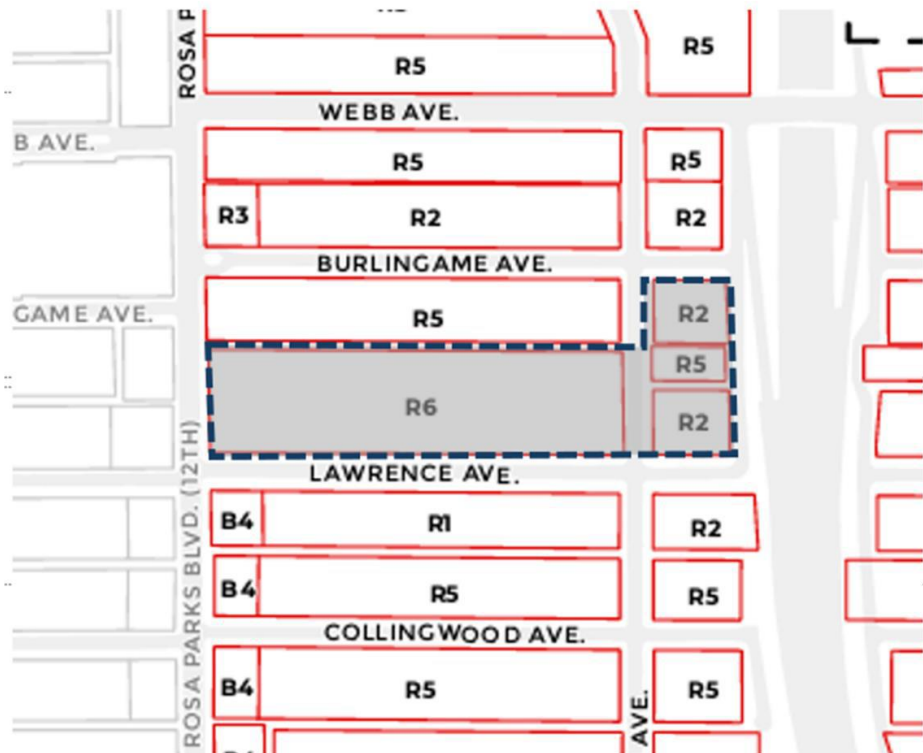 R5
R5
ROSA P
WEBB AVE.
B AVE.
R5
R5
R3
R2
R2
BURLINGAME AVE.
GAME AVE.
R5
R2
R5
R6
R2
LAWRENCE AVE.
B4
R1
R2
B4
R5
R5
COLLINGWOOD AVE.
B4
R5
R5
ROSA PARKS BLVD. (12TH)
AVE.